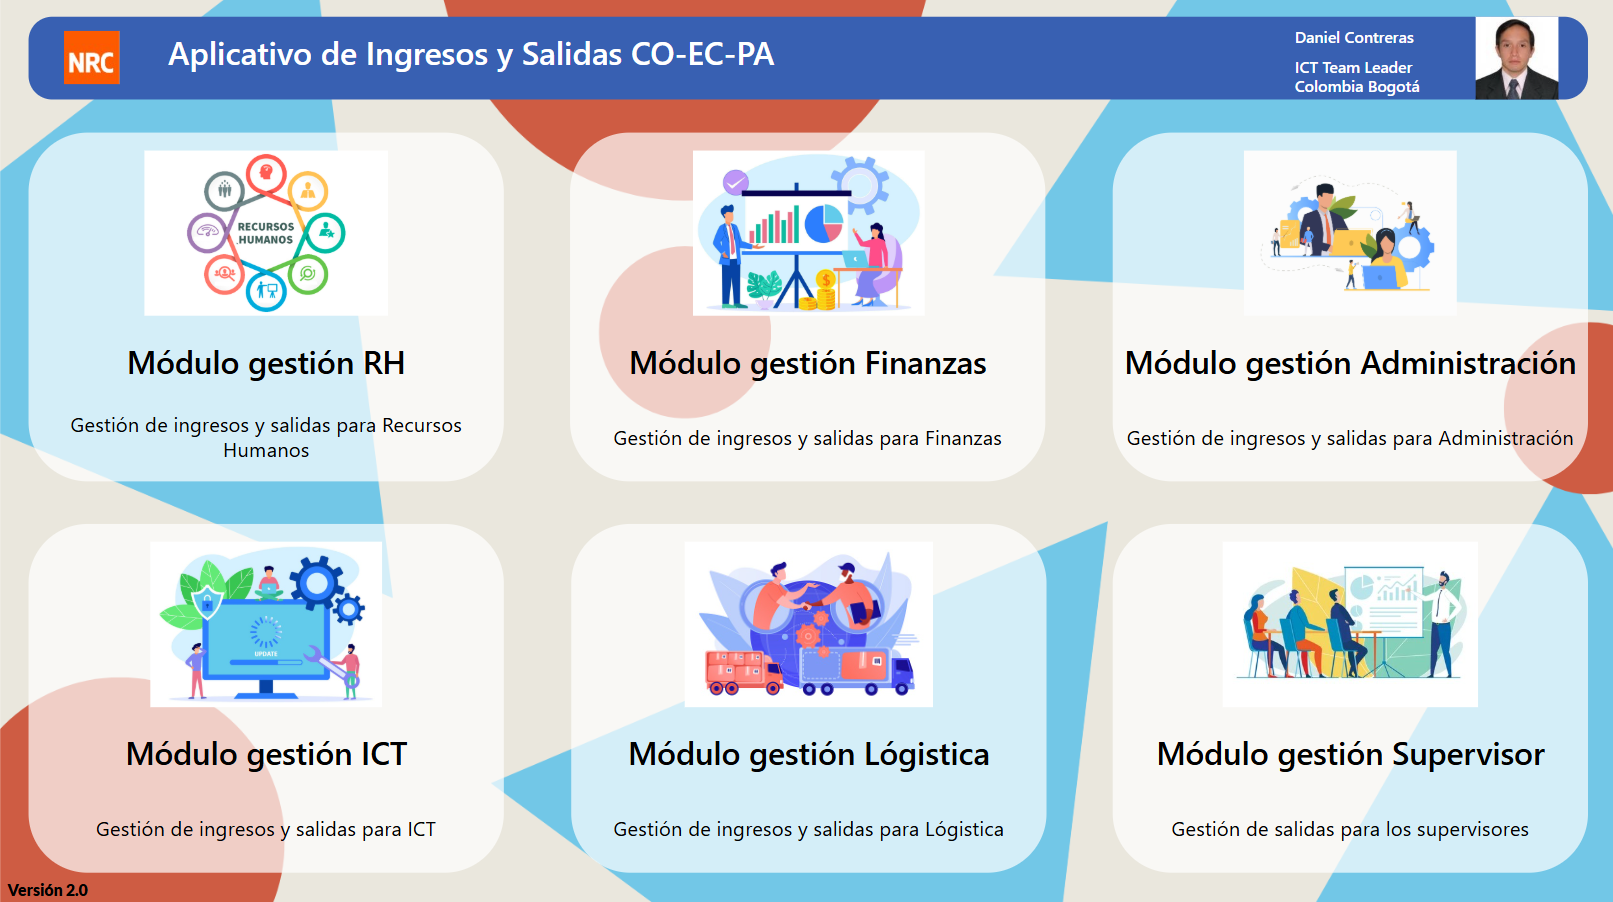 NRC
Aplicativo de Ingresos y Salidas CO-EC-PA
Daniel Contreras
ICT Team Leader
Colombia Bogotá
RECURSOS
HUMANOS
Módulo gestión RH
Gestión de ingresos y salidas para Recursos
Humanos
$
Módulo gestión Finanzas
Gestión de ingresos y salidas para Finanzas
Módulo gestión Administración
Gestión de ingresos y salidas para Administración
UPDATE
Módulo gestión ICT
Gestión de ingresos y salidas para ICT
Módulo gestión Lógistica
Gestión de ingresos y salidas para Lógistica
Módulo gestión Supervisor
Gestión de salidas para los supervisores
Versión 2.0